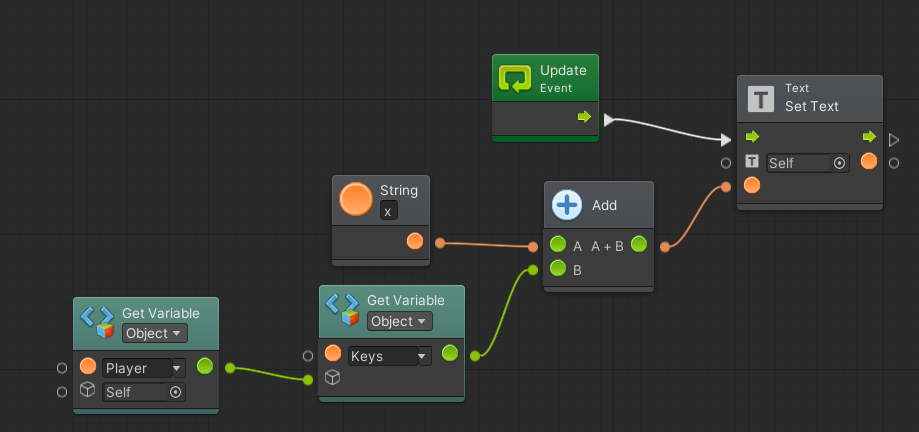 Update
Event
Text
Set Text
Self
String
x
Add
A A + B
B
Get Variable
Object
Keys
Get Variable
Object
Player
Self